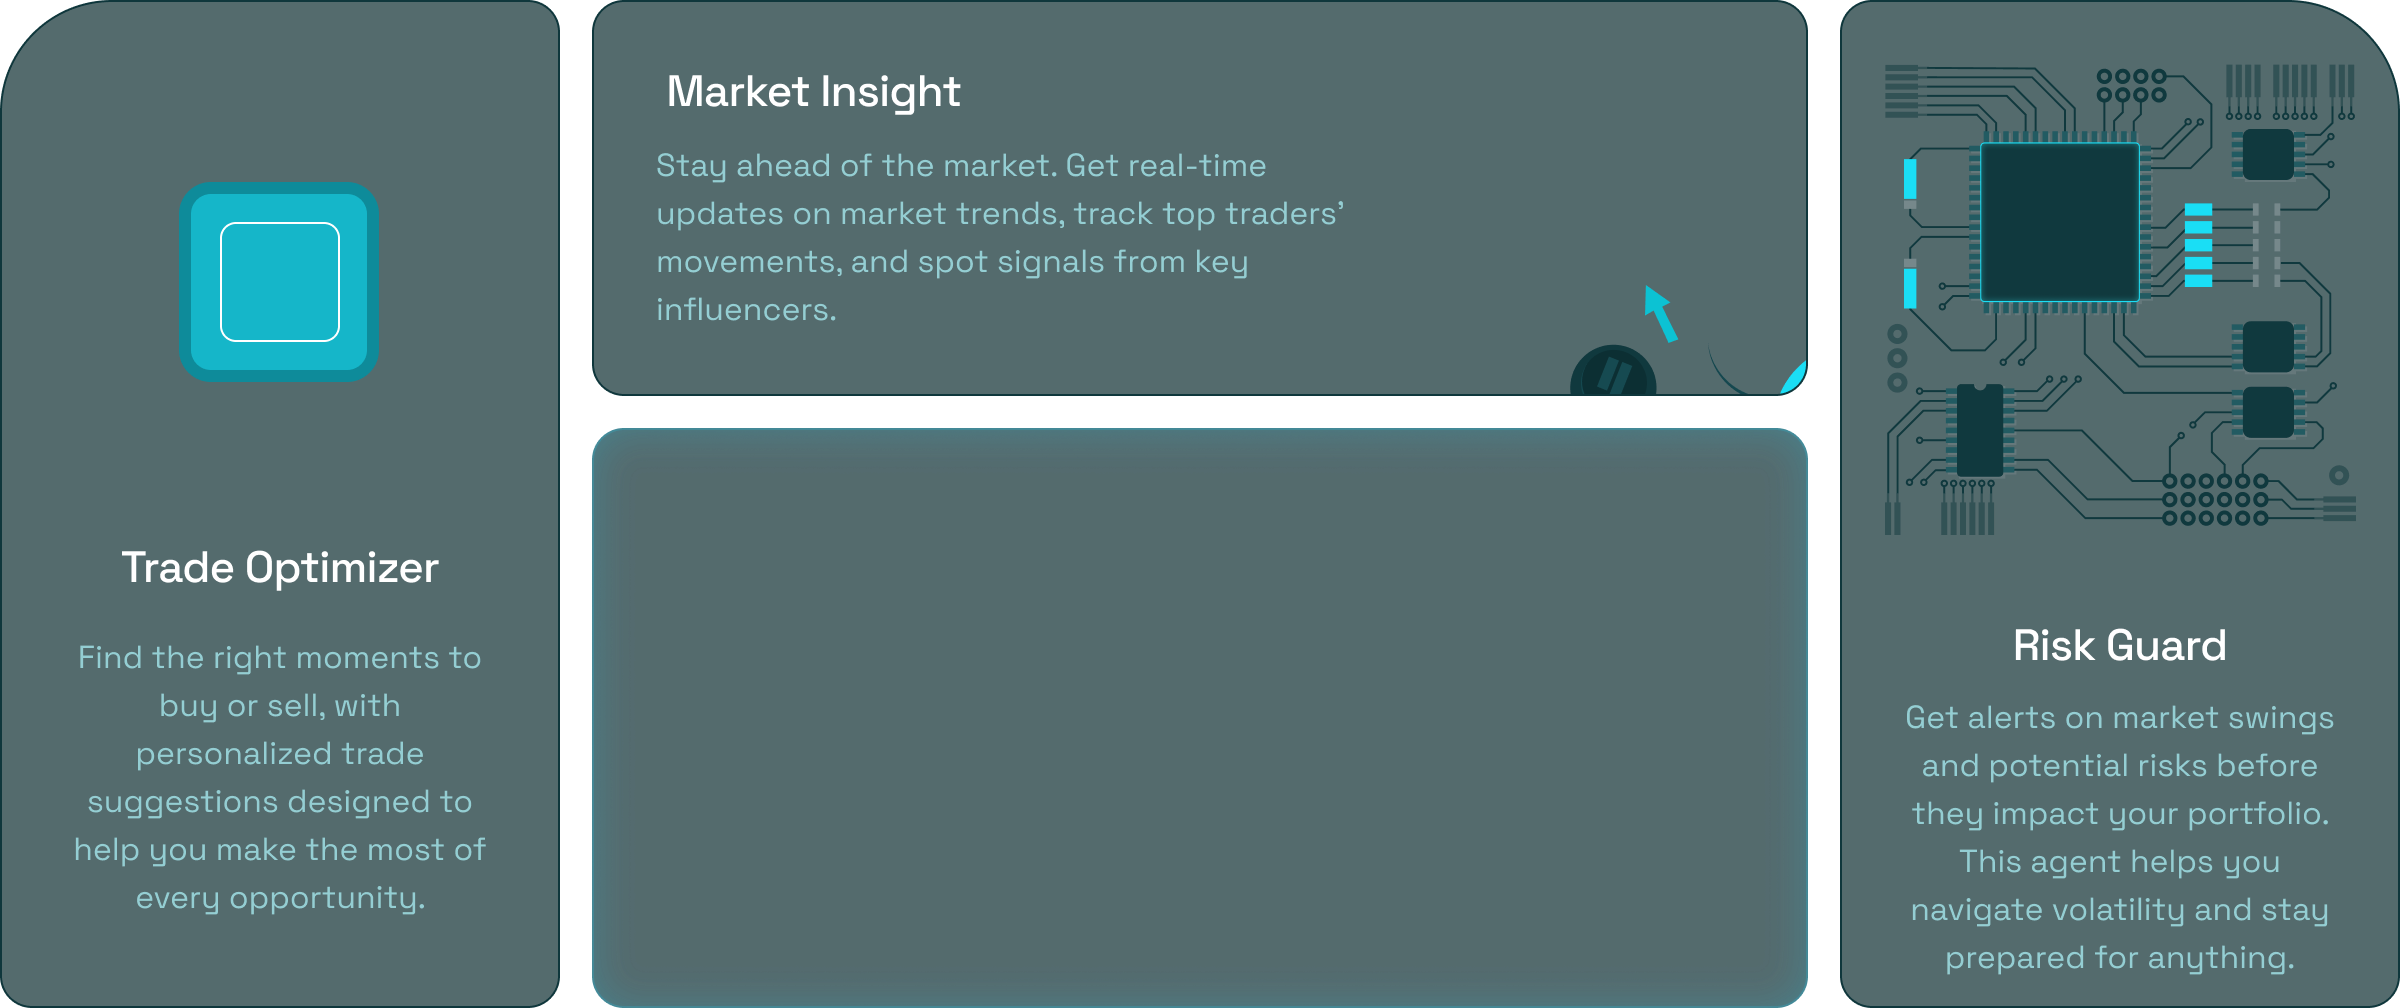 Trade Optimizer
Find the right moments to
buy or sell, with
personalized trade
suggestions designed to
help you make the most of
every opportunity.
Market Insight
Stay ahead of the market. Get real-time
updates on market trends, track top traders’
movements, and spot signals from key
influencers.
Risk Guard
Get alerts on market swings
and potential risks before
they impact your portfolio.
This agent helps you
navigate volatility and stay
prepared for anything.